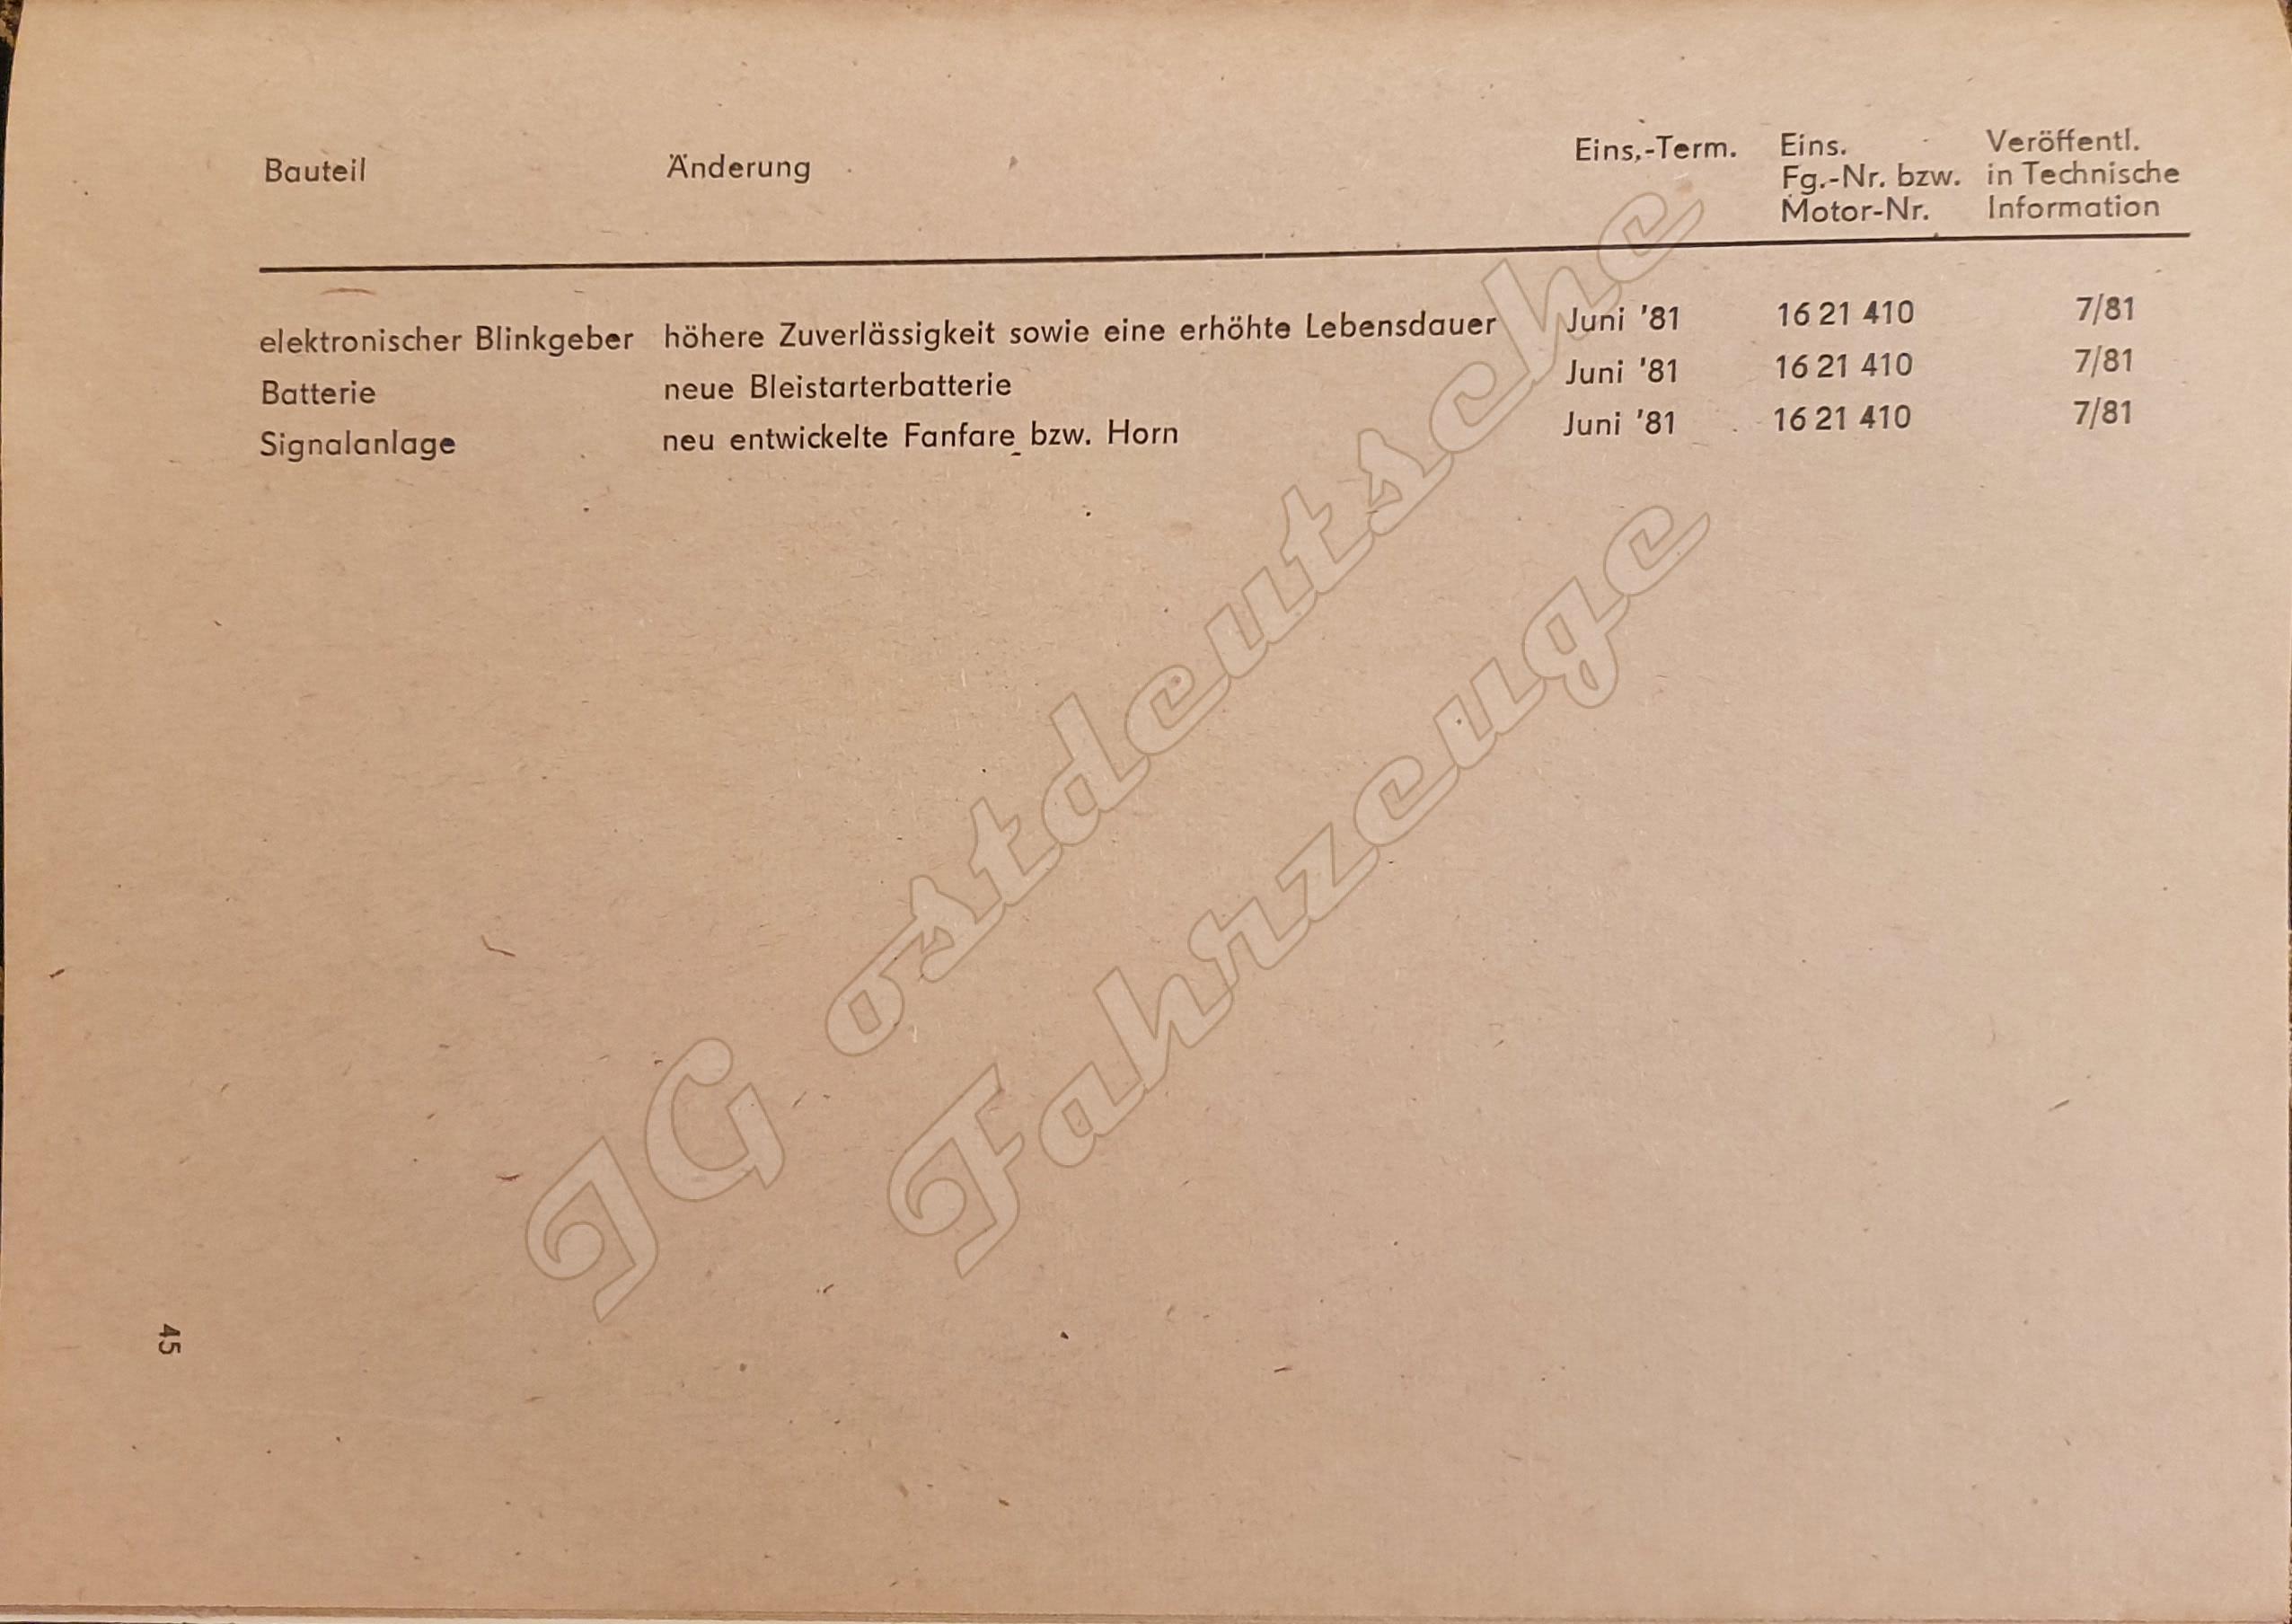 Bauteil Änderung Eins.-Term. Eins. Fg.-Nr. bzw. Motor-Nr. Veröffentl. in Technische Information
elektronischer Blinkgeber höhere Zuverlässigkeit sowie eine erhöhte Lebensdauer Juni '81 16 21 410 7/81
Batterie neue Bleistarterbatterie Juni '81 16 21 410 7/81
Signalanlage neu entwickelte Fanfare bzw. Horn Juni '81 16 21 410 7/81
IG ostdeutsche
Fahrzeuge
45